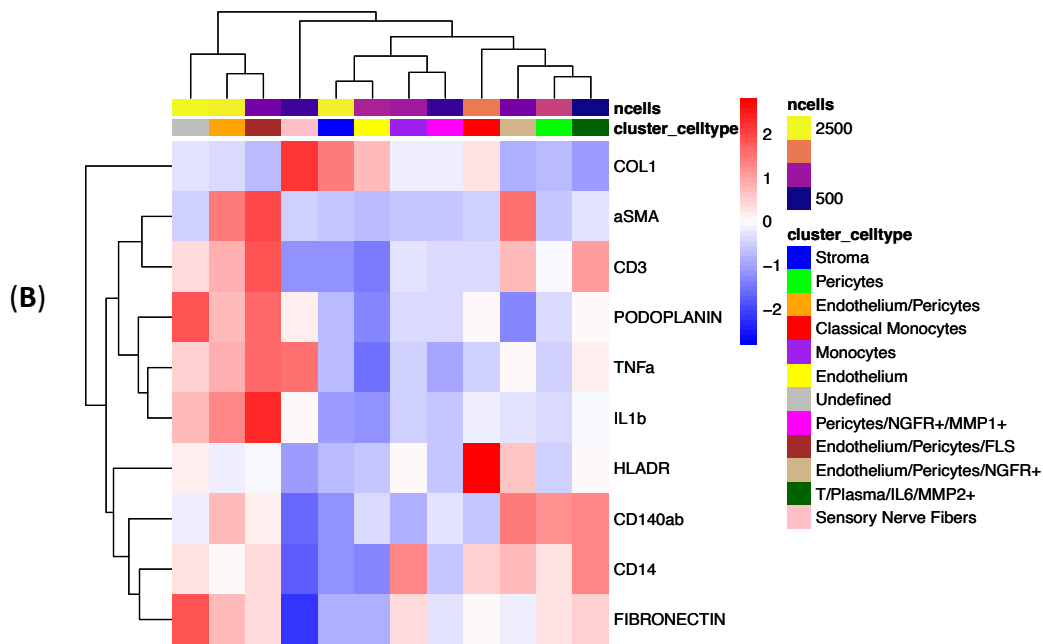 (B)
ncells
cluster_celltype
COL1
aSMA
CD3
PODOPLANIN
TNFa
IL1b
HLADR
CD140ab
CD14
FIBRONECTIN
2
1
0
−1
−2
ncells
2500
500
cluster_celltype
Stroma
Pericytes
Endothelium/Pericytes
Classical Monocytes
Monocytes
Endothelium
Undefined
Pericytes/NGFR+/MMP1+
Endothelium/Pericytes/FLS
Endothelium/Pericytes/NGFR+
T/Plasma/IL6/MMP2+
Sensory Nerve Fibers